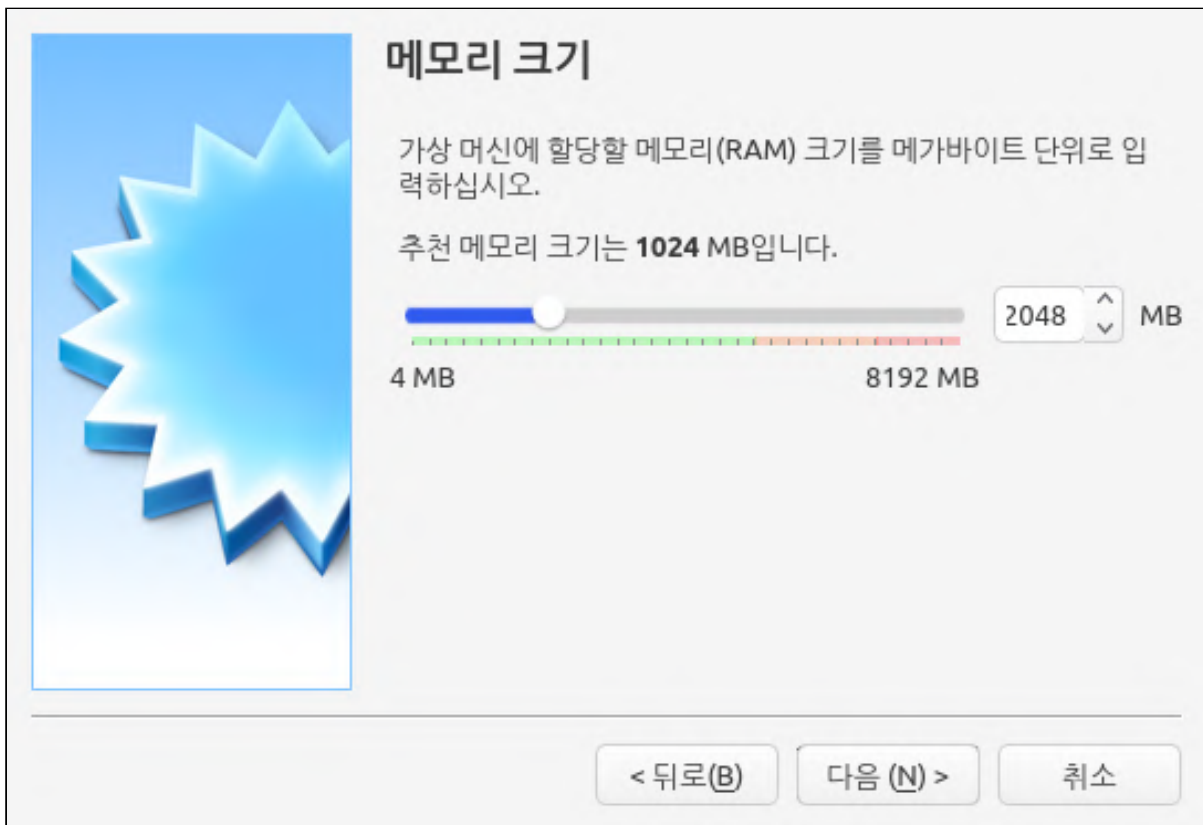 메모리 크기
가상 머신에 할당할 메모리(RAM) 크기를 메가바이트 단위로 입
력하십시오.
추천 메모리 크기는 1024 MB입니다.
2048 MB
4 MB 8192 MB
< 뒤로(B) 다음 (N) > 취소